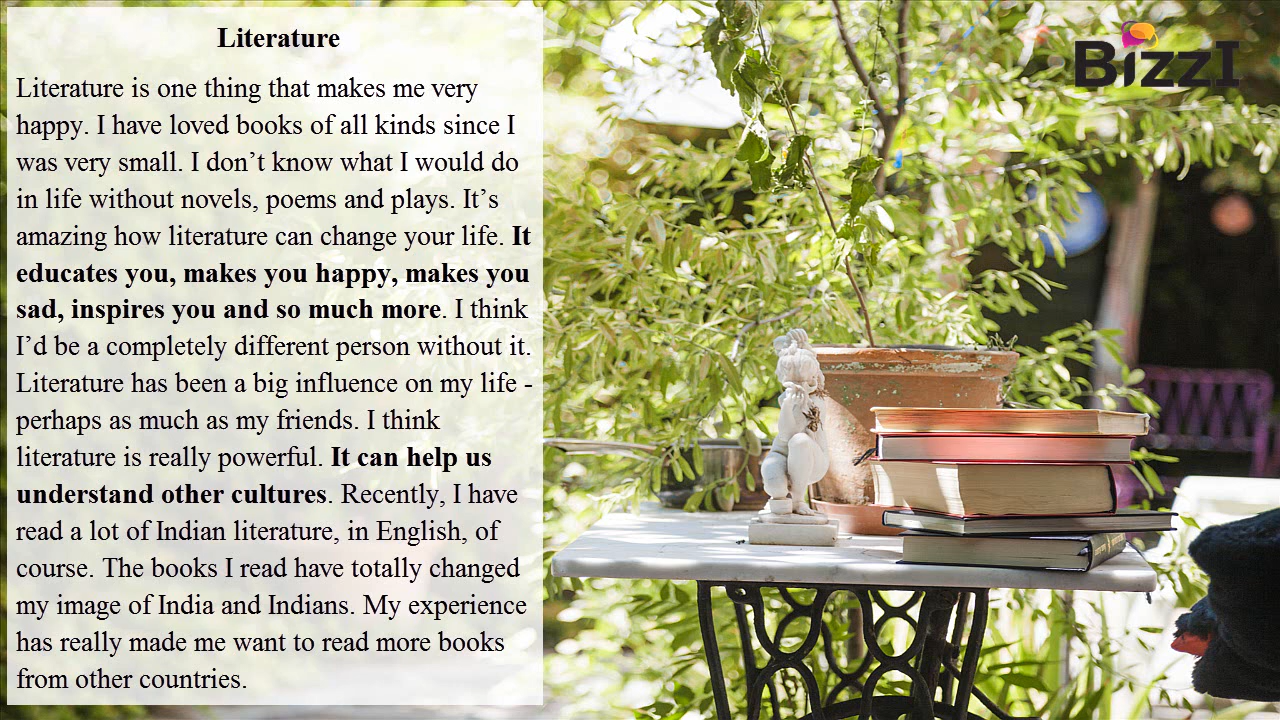 Literature
BizzI
Literature is one thing that makes me very
happy. I have loved books of all kinds since I
was very small. I don’t know what I would do
in life without novels, poems and plays. It’s
amazing how literature can change your life. It
educates you, makes you happy, makes you
sad, inspires you and so much more. I think
I’d be a completely different person without it.
Literature has been a big influence on my life -
perhaps as much as my friends. I think
literature is really powerful. It can help us
understand other cultures. Recently, I have
read a lot of Indian literature, in English, of
course. The books I read have totally changed
my image of India and Indians. My experience
has really made me want to read more books
from other countries.